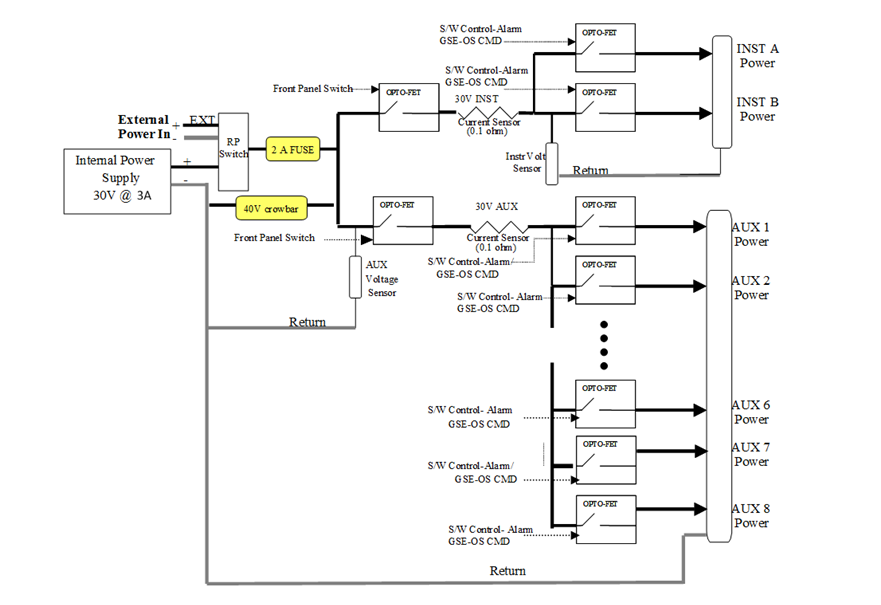 S/W Control-Alarm
GSE-OS CMD
OPTO-FET
INST A
Power
S/W Control-Alarm
GSE-OS CMD
OPTO-FET
INST B
Power
Front Panel Switch
OPTO-FET
30V INST
Current Sensor
(0.1 ohm)
External
Power In
+
-
EXT
RP
Switch
2 A FUSE
Internal Power
Supply
30V @ 3A
+
-
Instr Volt
Sensor
Return
40V crowbar
OPTO-FET
30V AUX
Current Sensor
(0.1 ohm)
Front Panel Switch
OPTO-FET
AUX 1
Power
S/W Control-Alarm/
GSE-OS CMD
AUX
Voltage
Sensor
OPTO-FET
AUX 2
Power
S/W Control- Alarm
GSE-OS CMD
Return
OPTO-FET
AUX 6
Power
S/W Control- Alarm
GSE-OS CMD
OPTO-FET
AUX 7
Power
S/W Control-Alarm/
GSE-OS CMD
OPTO-FET
AUX 8
Power
S/W Control- Alarm
GSE-OS CMD
Return